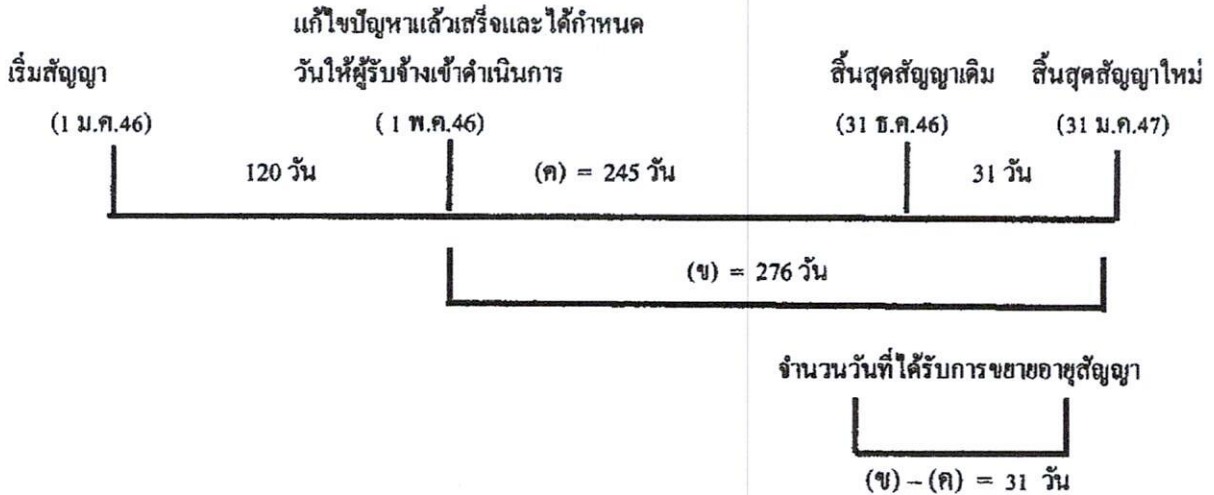 แก้ไขปัญหาแล้วเสร็จและได้กำหนด
เริ่มสัญญา วันให้ผู้รับจ้างเข้าดำเนินการ สิ้นสุดสัญญาเดิม สิ้นสุดสัญญาใหม่
(1 ม.ค.46) ( 1 พ.ค.46) (31 ธ.ค.46) (31 ม.ค.47)
120 วัน (ค) = 245 วัน 31 วัน
(ข) = 276 วัน
จำนวนวันที่ได้รับการขยายอายุสัญญา
(ข) – (ค) = 31 วัน